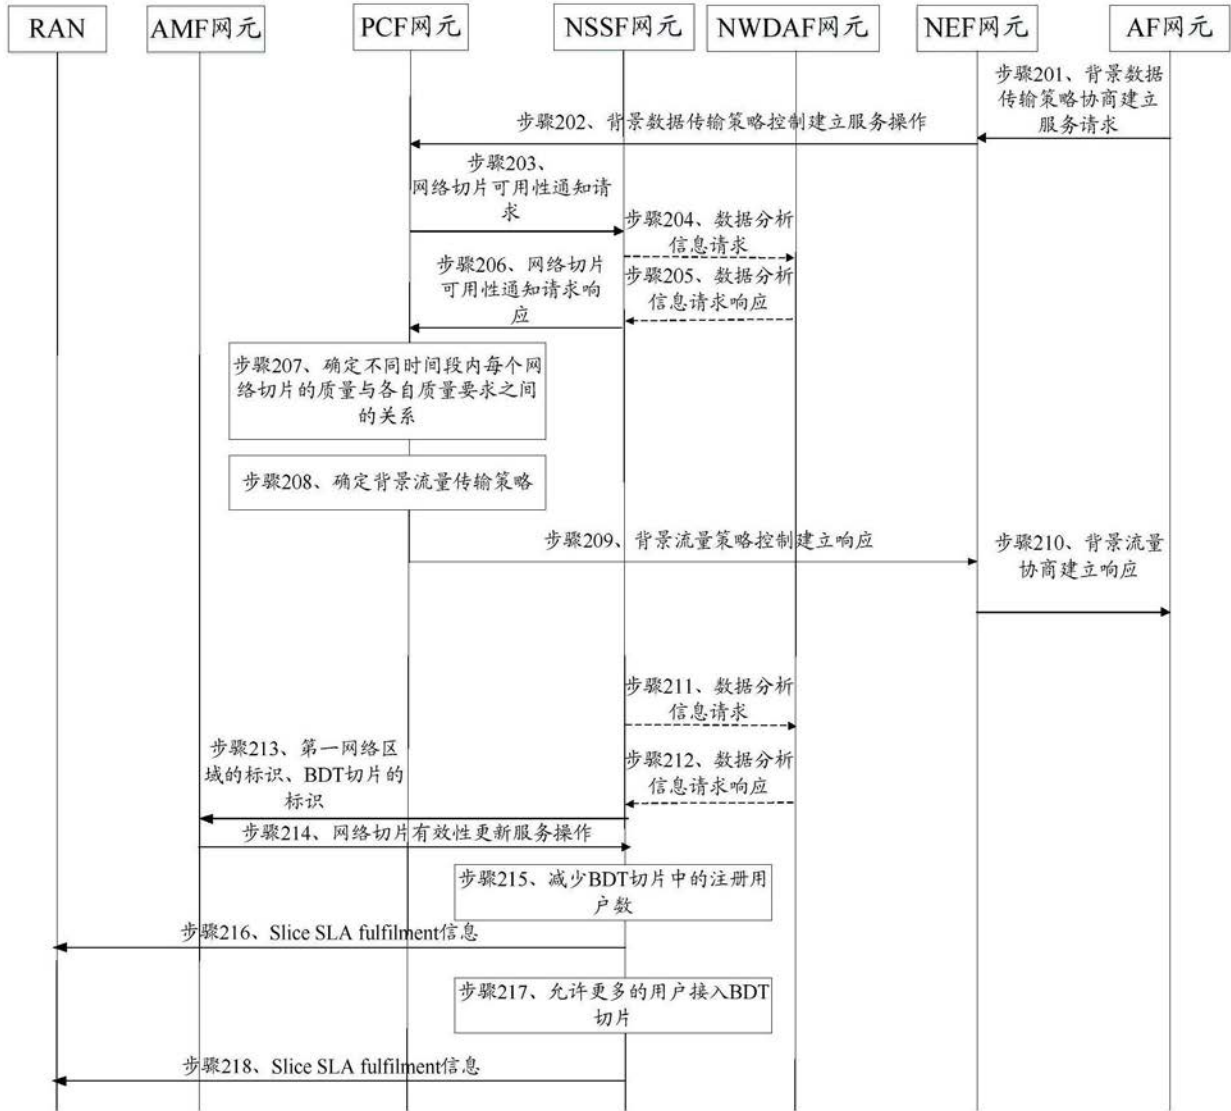 RAN
AMF网元
PCF网元
NSSF网元
NWDAF网元
NEF网元
AF网元
步骤201、背景数据
传输策略协商建立
服务请求
步骤202、背景数据传输策略控制建立服务操作
步骤203、
网络切片可用性通知请
求
步骤204、数据分析
信息请求
步骤205、数据分析
信息请求响应
步骤206、网络切片
可用性通知请求响
应
步骤207、确定不同时间段内每个网
络切片的质量与各自质量要求之间
的关系
步骤208、确定背景流量传输策略
步骤209、背景流量策略控制建立响应
步骤210、背景流量
协商建立响应
步骤211、数据分析
信息请求
步骤212、数据分析
信息请求响应
步骤213、第一网络区
域的标识、BDT切片的
标识
步骤214、网络切片有效性更新服务操作
步骤215、减少BDT切片中的注册用
户数
步骤216、Slice SLA fulfilment信息
步骤217、允许更多的用户接入BDT
切片
步骤218、Slice SLA fulfilment信息